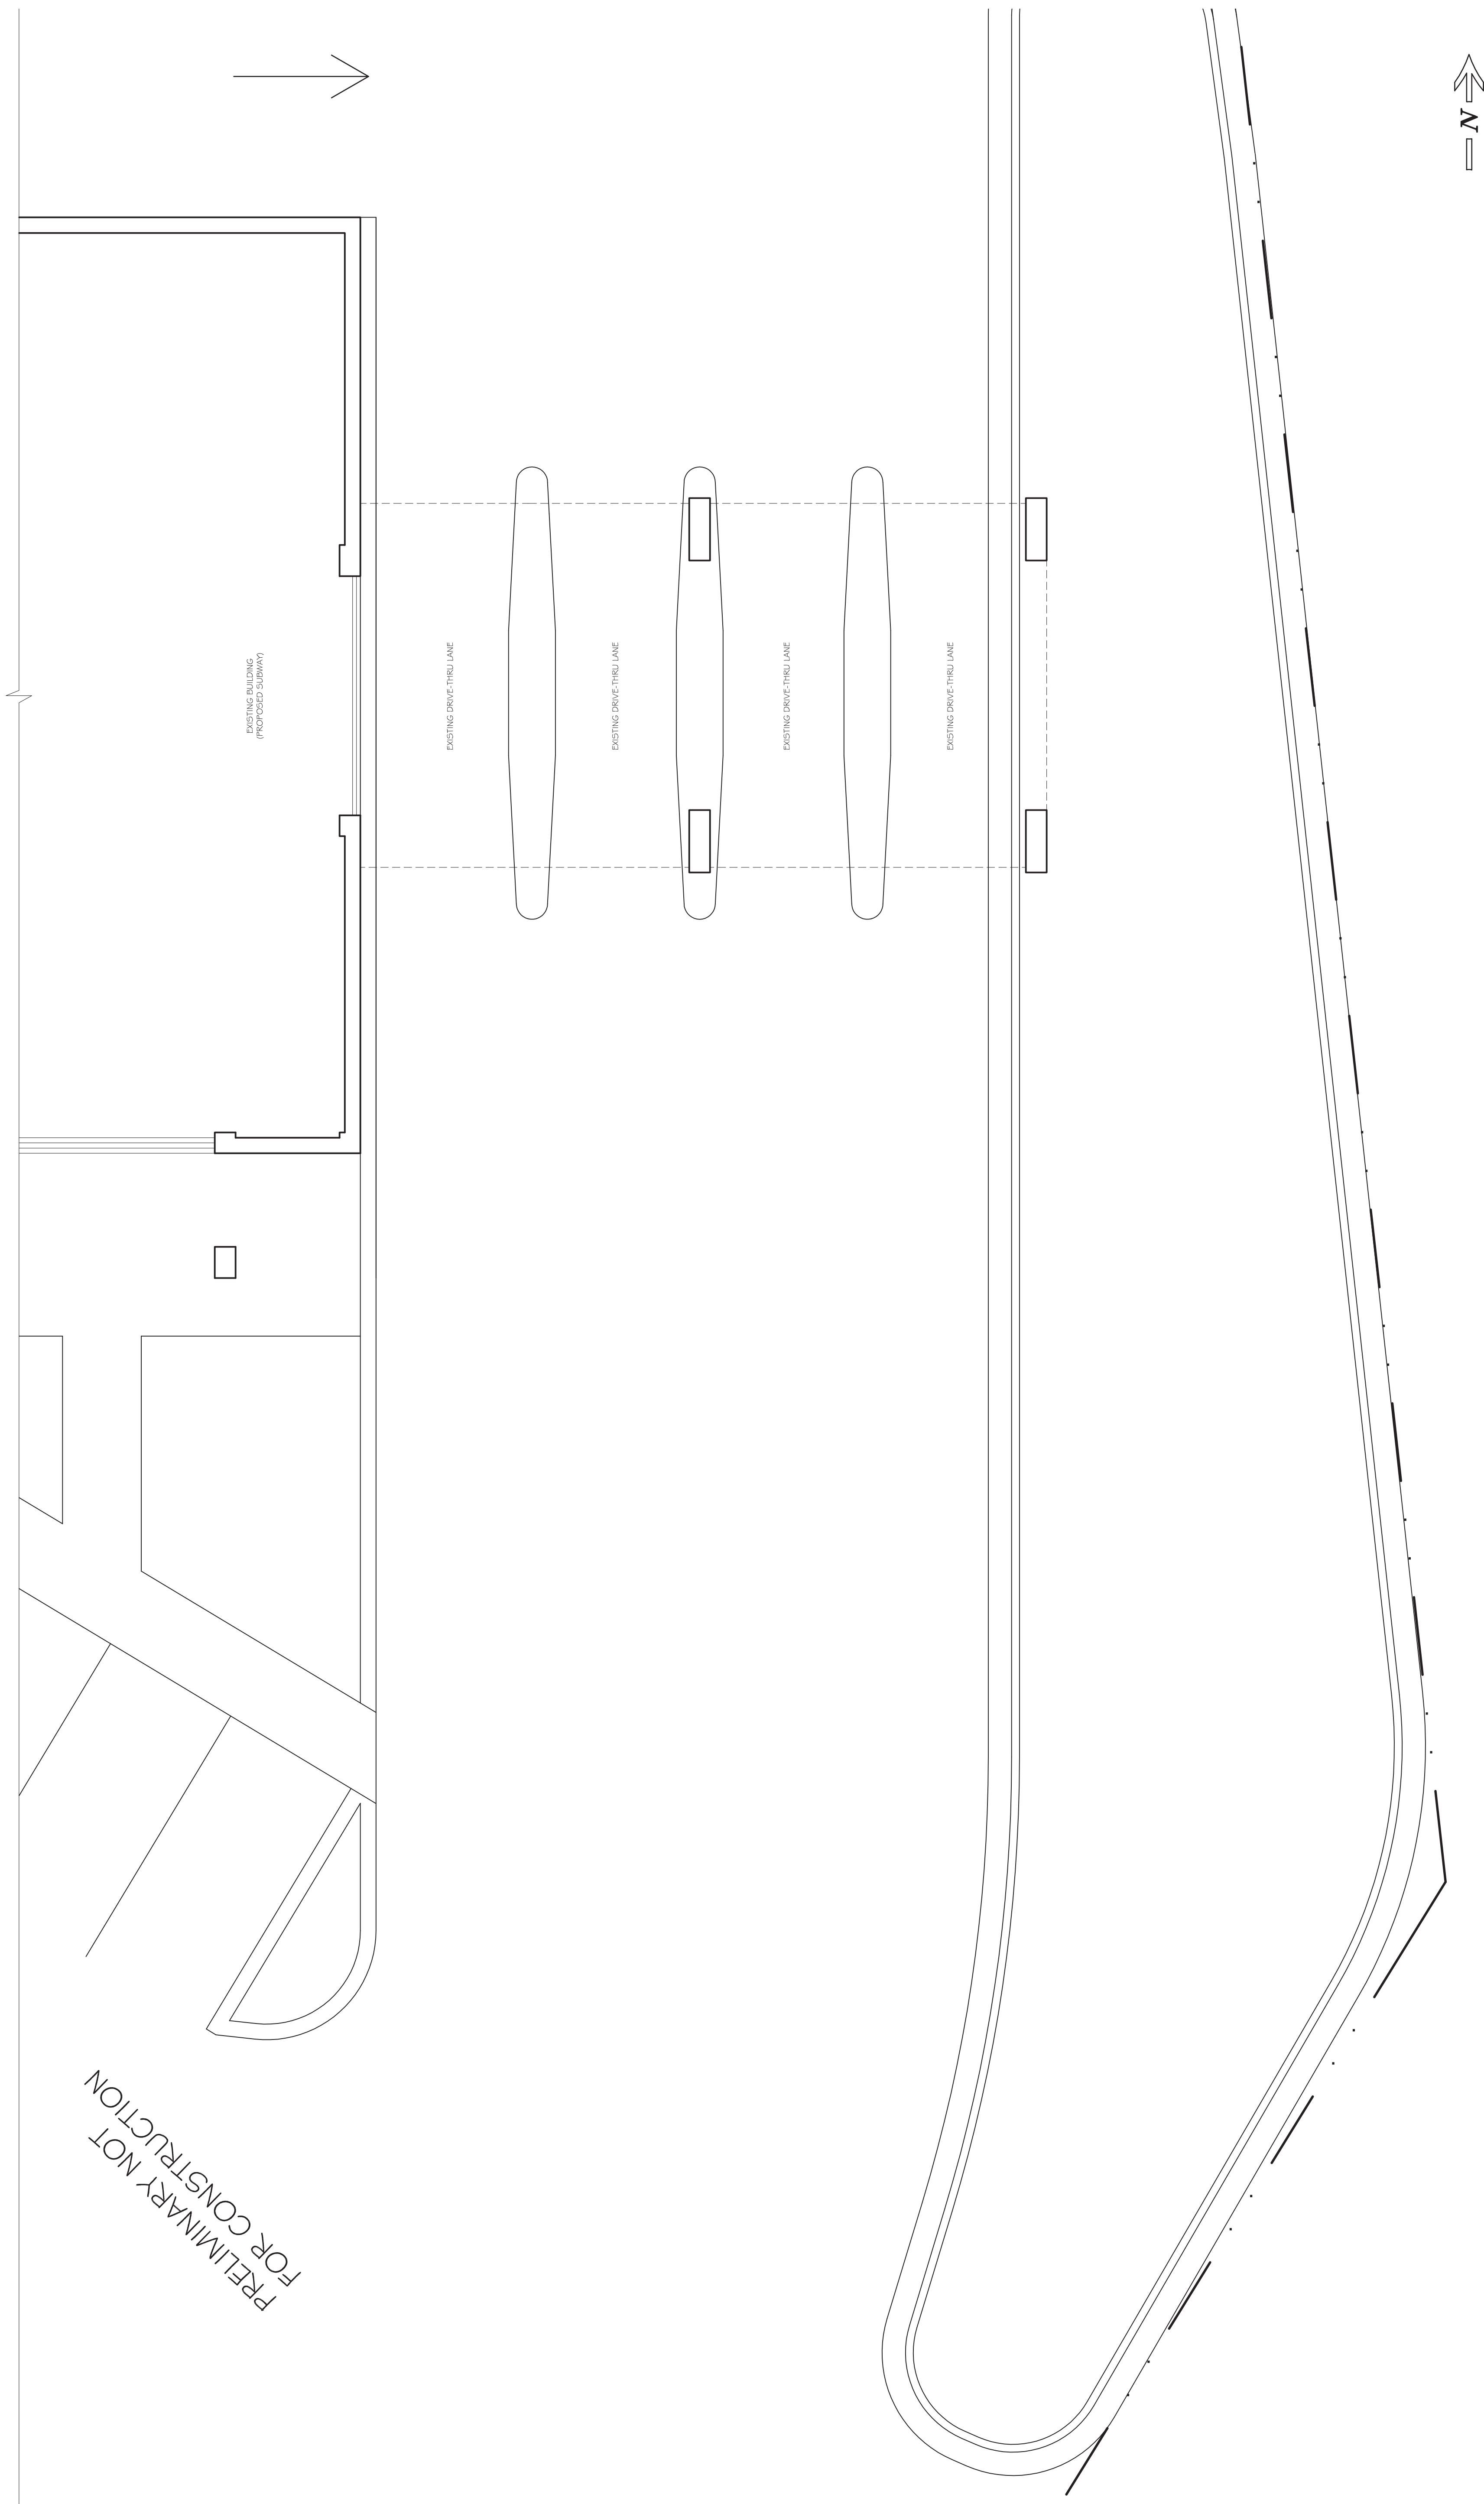 N
EXISTING BUILDING
(PROPOSED SUBWAY)
EXISTING DRIVE-THRU LANE
EXISTING DRIVE-THRU LANE
EXISTING DRIVE-THRU LANE
EXISTING DRIVE-THRU LANE
PRELIMINARY NOT
FOR CONSTRICTION